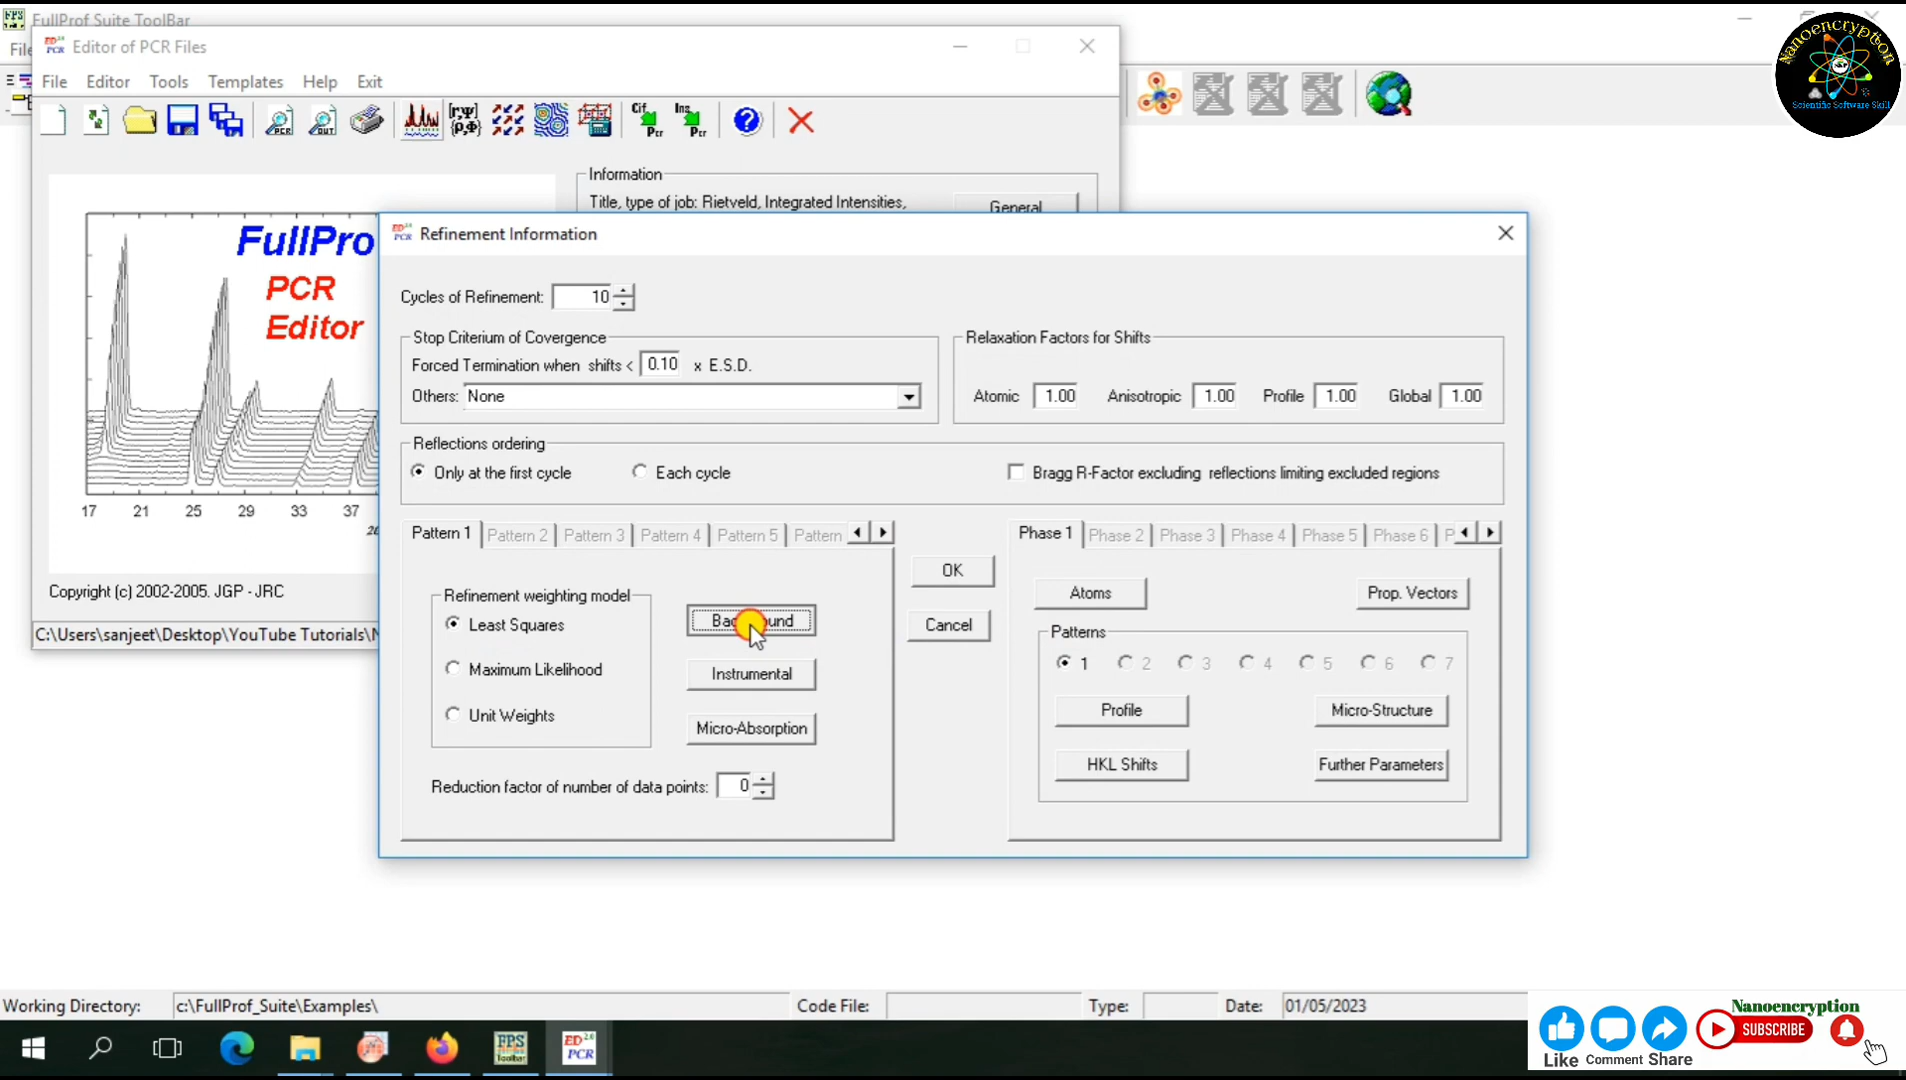 FullProf Suite ToolBar
Editor of PCR Files
File Editor Tools Templates Help Exit
Information
Title, type of job: Rietveld, Integrated Intensities,
General
FullPro
PCR
Editor
17 21 25 29 33 37
Copyright (c) 2002-2005. JGP - JRC
C:\Users\sanjeet\Desktop\YouTube Tutorials\
Refinement Information
Cycles of Refinement: 10
Stop Criterium of Covergence
Forced Termination when shifts < 0.10 x E.S.D.
Others: None
Relaxation Factors for Shifts
Atomic 1.00 Anisotropic 1.00 Profile 1.00 Global 1.00
Reflections ordering
Only at the first cycle Each cycle
Bragg R-Factor excluding reflections limiting excluded regions
Pattern 1 Pattern 2 Pattern 3 Pattern 4 Pattern 5 Pattern
Refinement weighting model
Least Squares
Maximum Likelihood
Unit Weights
Instrumental
Micro-Absorption
Reduction factor of number of data points: 0
OK
Cancel
Phase 1 Phase 2 Phase 3 Phase 4 Phase 5 Phase 6 P
Atoms Prop. Vectors
Patterns
1 2 3 4 5 6 7
Profile Micro-Structure
HKL Shifts Further Parameters
Working Directory: c:\FullProf_Suite\Examples\ Code File: Type: Date: 01/05/2023
Nanoencryption
Scientific Software Skill
Nanoencryption
SUBSCRIBE
Like Comment Share
FPS
Toolbar
ED
PCR